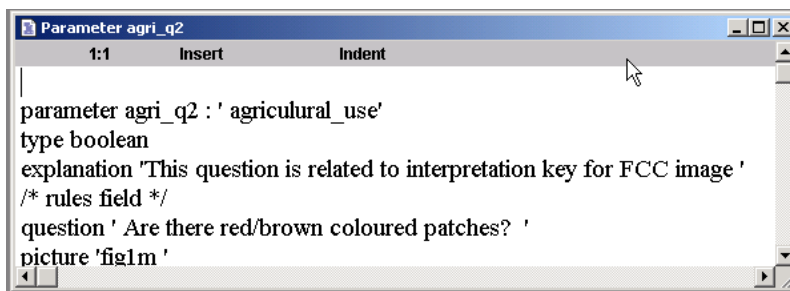 Parameter agri_q2
1:1 Insert Indent
parameter agri_q2 : ' agriculural_use'
type boolean
explanation 'This question is related to interpretation key for FCC image '
/* rules field */
question ' Are there red/brown coloured patches?  '
picture 'fig1m '